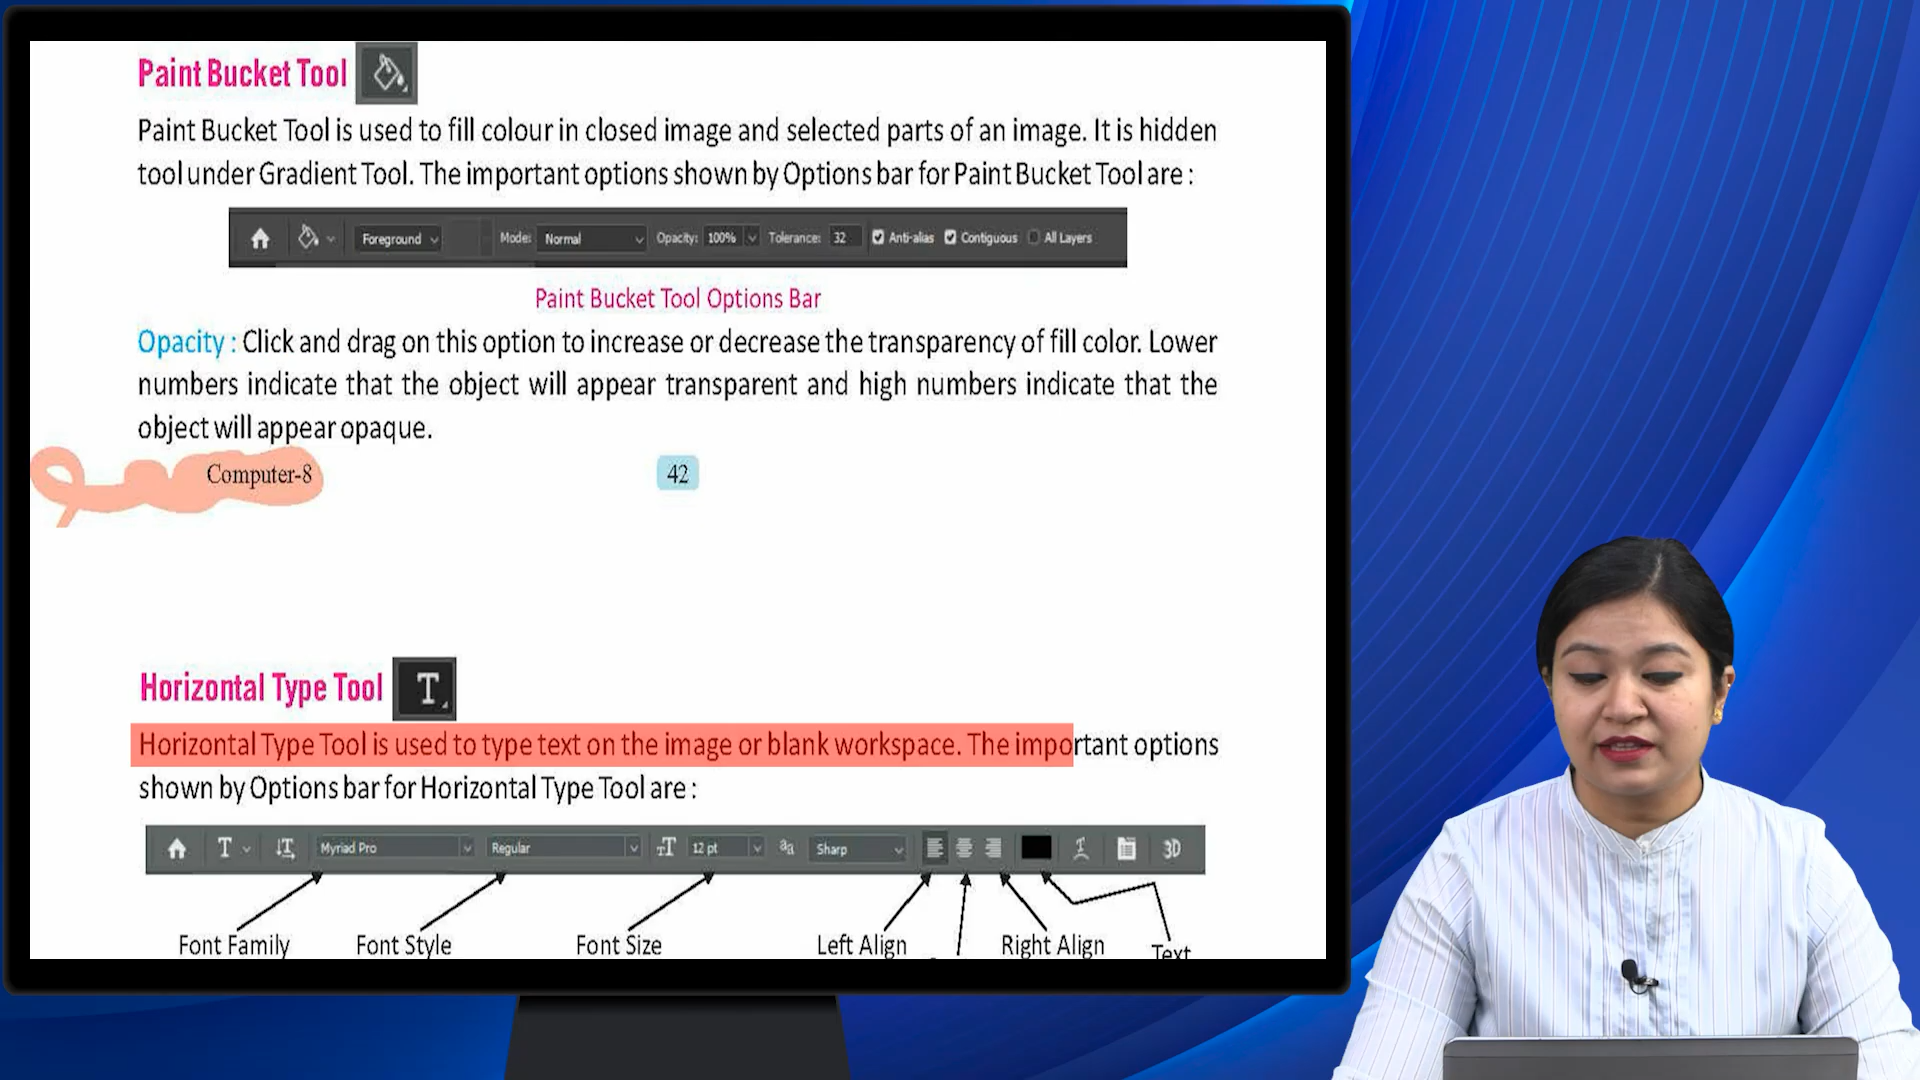 Paint Bucket Tool
Paint Bucket Tool is used to fill colour in closed image and selected parts of an image. It is hidden
tool under Gradient Tool. The important options shown by Options bar for Paint Bucket Tool are :
Foreground Mode: Normal Opacity: 100% Tolerance: 32 Anti-alias Contiguous All Layers
Paint Bucket Tool Options Bar
Opacity : Click and drag on this option to increase or decrease the transparency of fill color. Lower
numbers indicate that the object will appear transparent and high numbers indicate that the
object will appear opaque.
Computer-8 42
Horizontal Type Tool T
Horizontal Type Tool is used to type text on the image or blank workspace. The important options
shown by Options bar for Horizontal Type Tool are :
T Myriad Pro Regular 12 pt aa Sharp 3D
Font Family Font Style Font Size Left Align Right Align Text